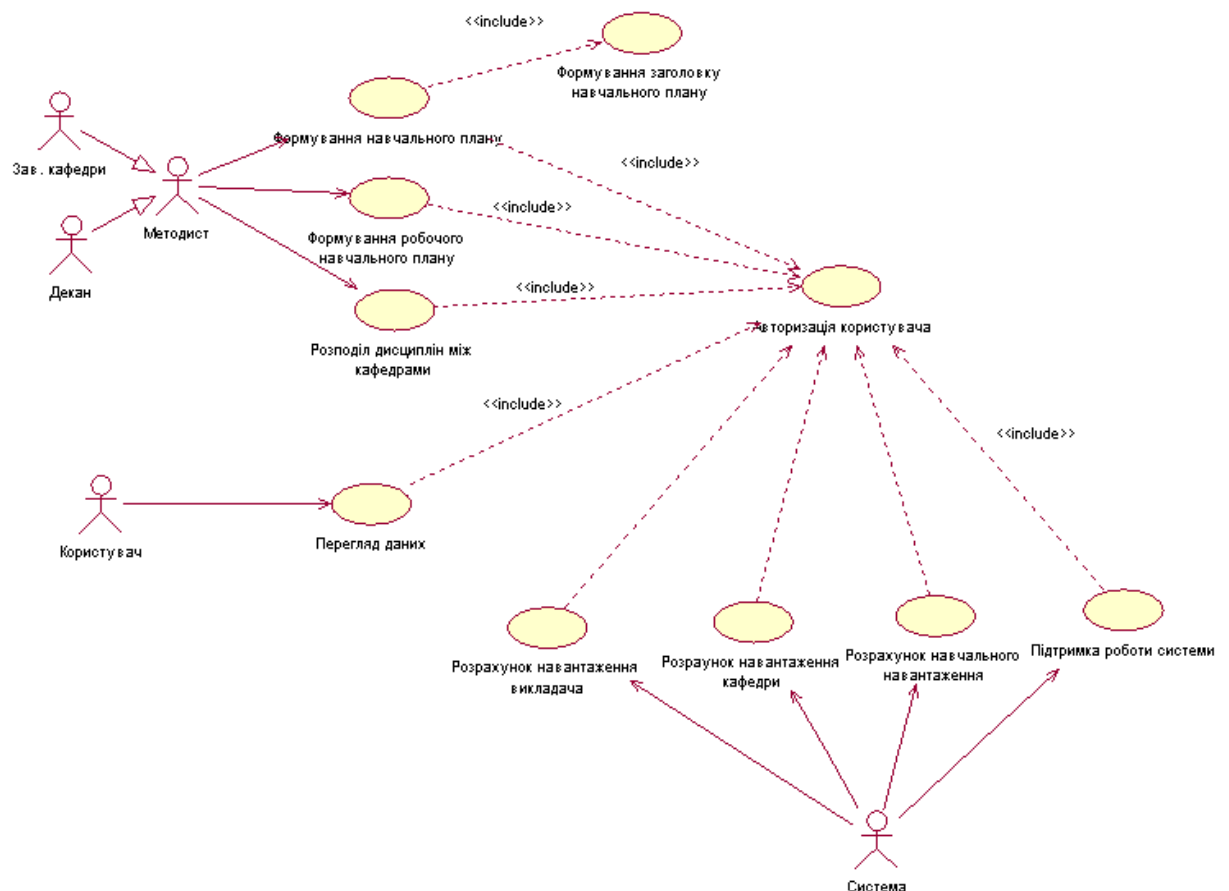 <<include>>
Формування заголовку
навчального плану
Формування навчального плану
Зав. кафедри
<<include>>
Методист
<<include>>
Формування робочого
навчального плану
Декан
<<include>>
Авторизація користувача
Розподіл дисциплін між
кафедрами
<<include>>
<<include>>
Користувач
Перегляд даних
Розрахунок навантаження
викладача
Розраунок навантаження
кафедри
Розрахунок навчального
навантаження
Підтримка роботи системи
Система